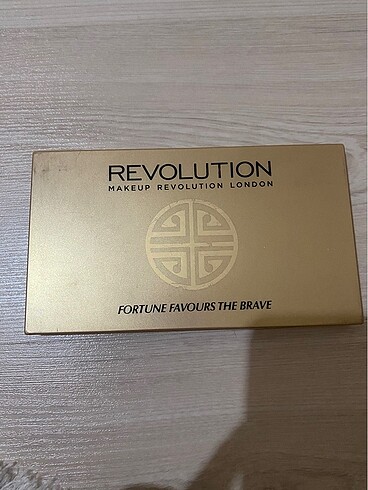 REVOLUTION
MAKEUP REVOLUTION LONDON
FORTUNE FAVOURS THE BRAVE